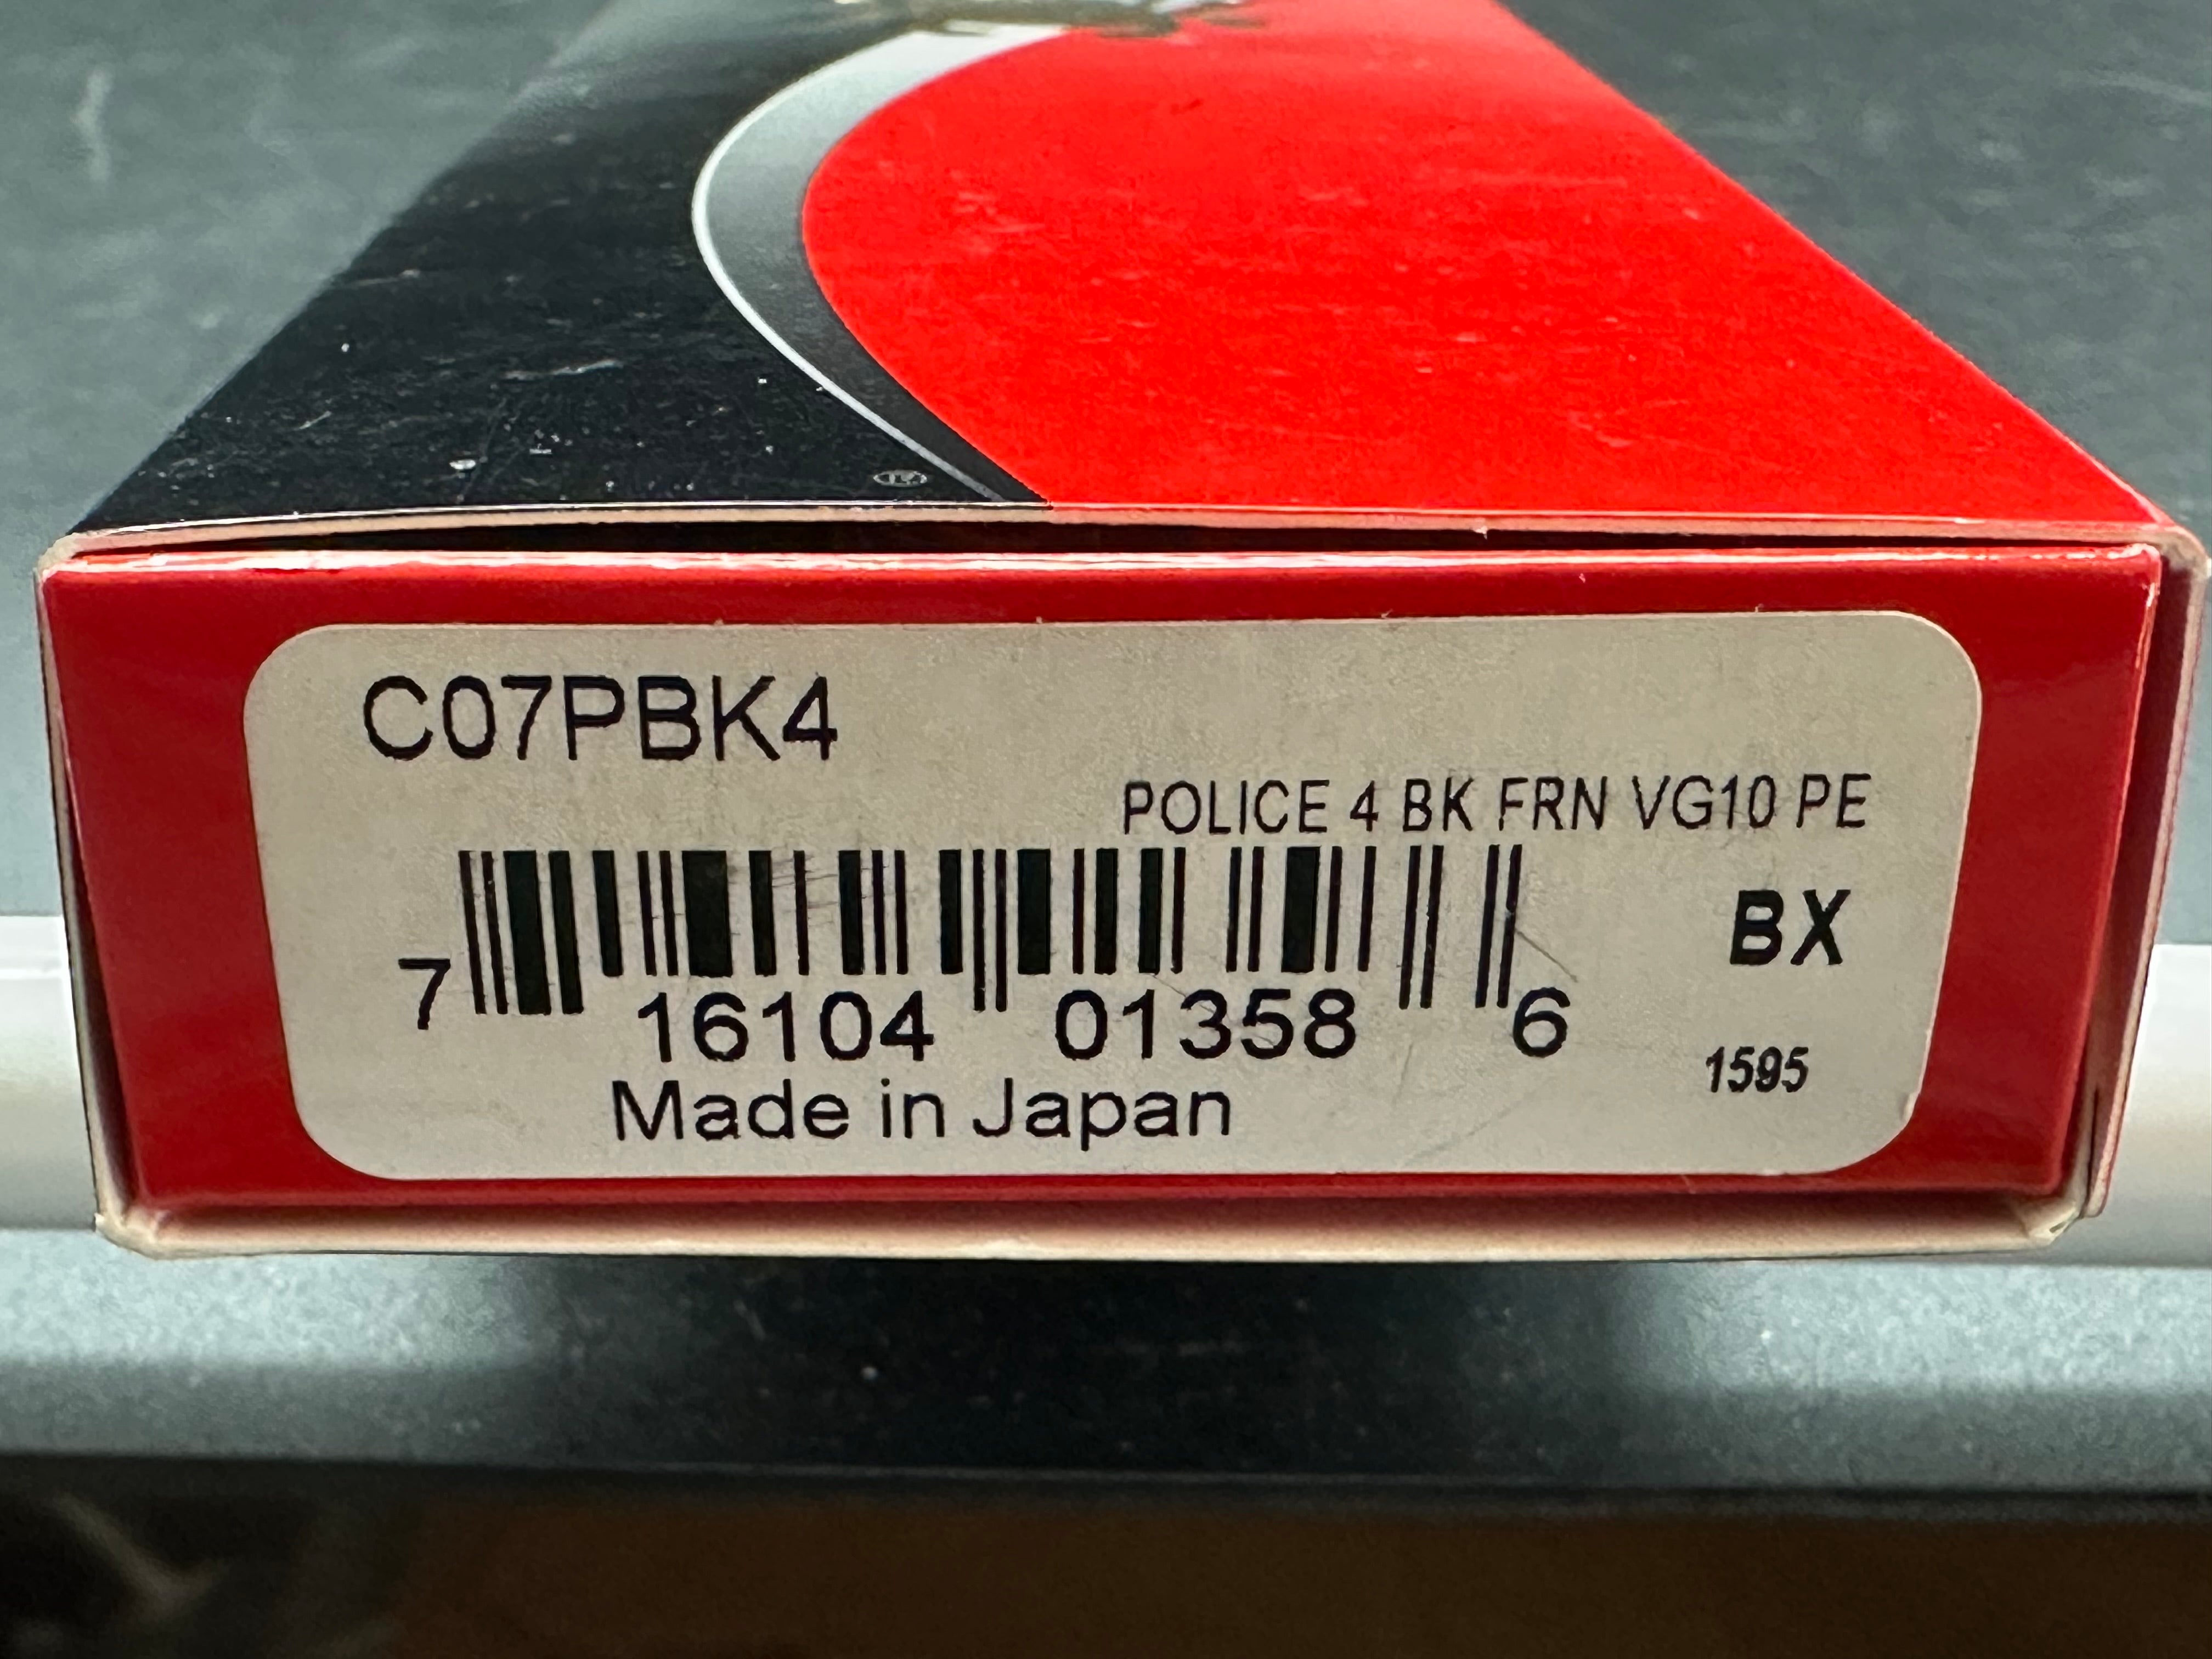 C07PBK4
POLICE 4 BK FRN VG10 PE
BX
7 16104 01358 6
1595
Made in Japan